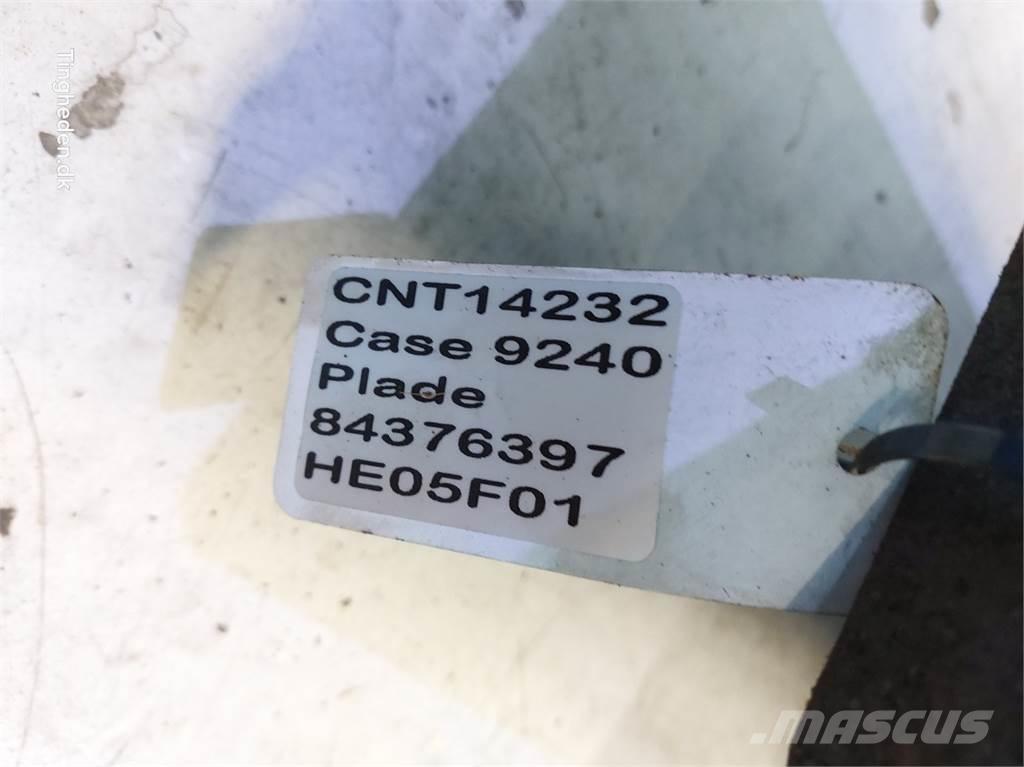 Tingheden.dk
CNT14232
Case 9240
Plade
84376397
HE05F01
MASCUS